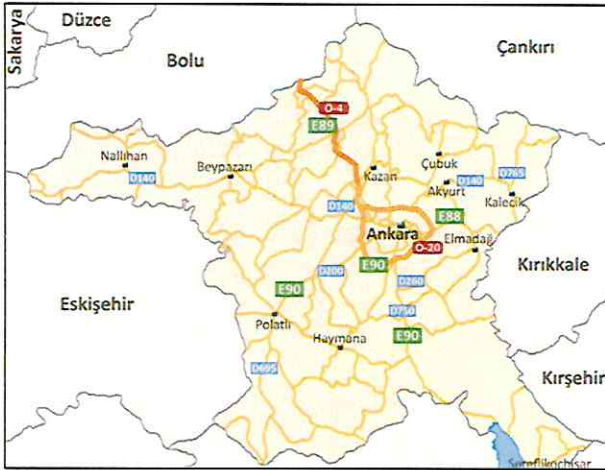 Sakarya
Düzce
Bolu
Çankırı
O-4
E89
Nallıhan
D140
Beypazarı
Kazan
Çubuk
Akyurt
D140
D765
Kalecik
D140
Ankara
E88
O-20
Elmadağ
E90
D200
D260
Kırıkkale
Eskişehir
E90
D750
Polatlı
Haymana
E90
D695
Kırşehir
Şereflikoçhisar